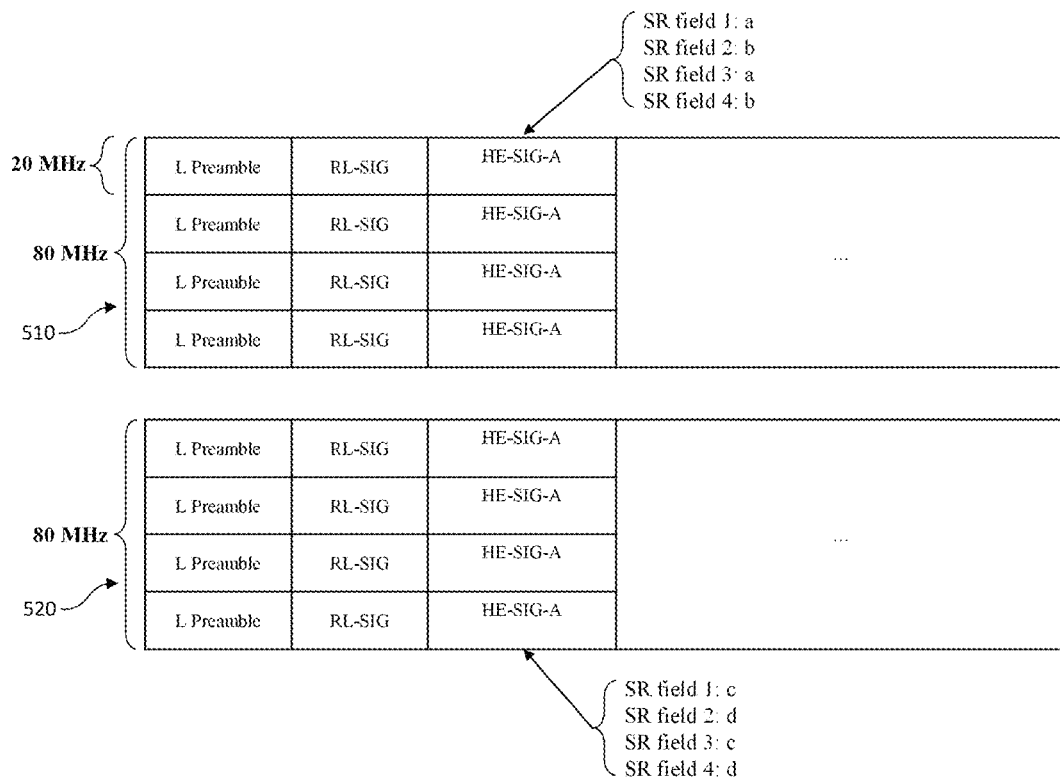 SR field 1: a
SR field 2: b
SR field 3: a
SR field 4: b
20 MHz
L Preamble RL-SIG HE-SIG-A
L Preamble RL-SIG HE-SIG-A
80 MHz
L Preamble RL-SIG HE-SIG-A
...
510
L Preamble RL-SIG HE-SIG-A
L Preamble RL-SIG HE-SIG-A
L Preamble RL-SIG HE-SIG-A
80 MHz
L Preamble RL-SIG HE-SIG-A
...
520
L Preamble RL-SIG HE-SIG-A
SR field 1: c
SR field 2: d
SR field 3: c
SR field 4: d